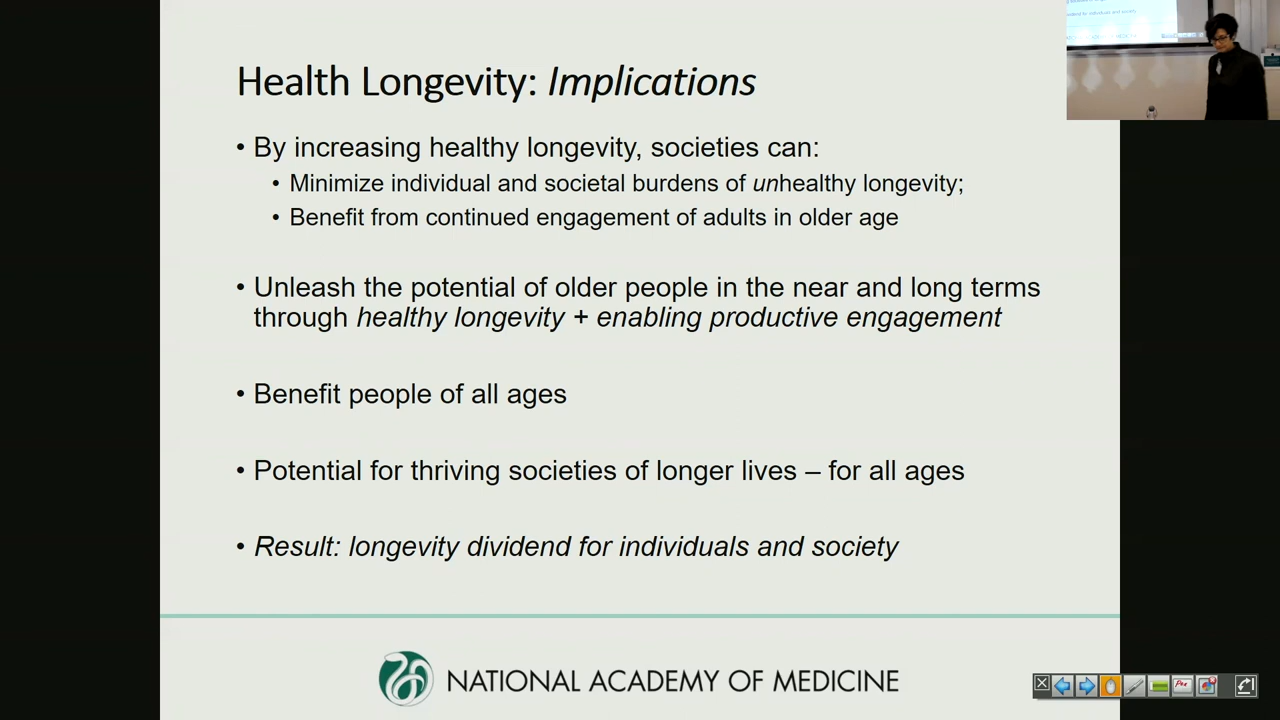 Health Longevity: Implications
• By increasing healthy longevity, societies can:
• Minimize individual and societal burdens of unhealthy longevity;
• Benefit from continued engagement of adults in older age
• Unleash the potential of older people in the near and long terms
through healthy longevity + enabling productive engagement
• Benefit people of all ages
• Potential for thriving societies of longer lives – for all ages
• Result: longevity dividend for individuals and society
NATIONAL ACADEMY OF MEDICINE
Pen